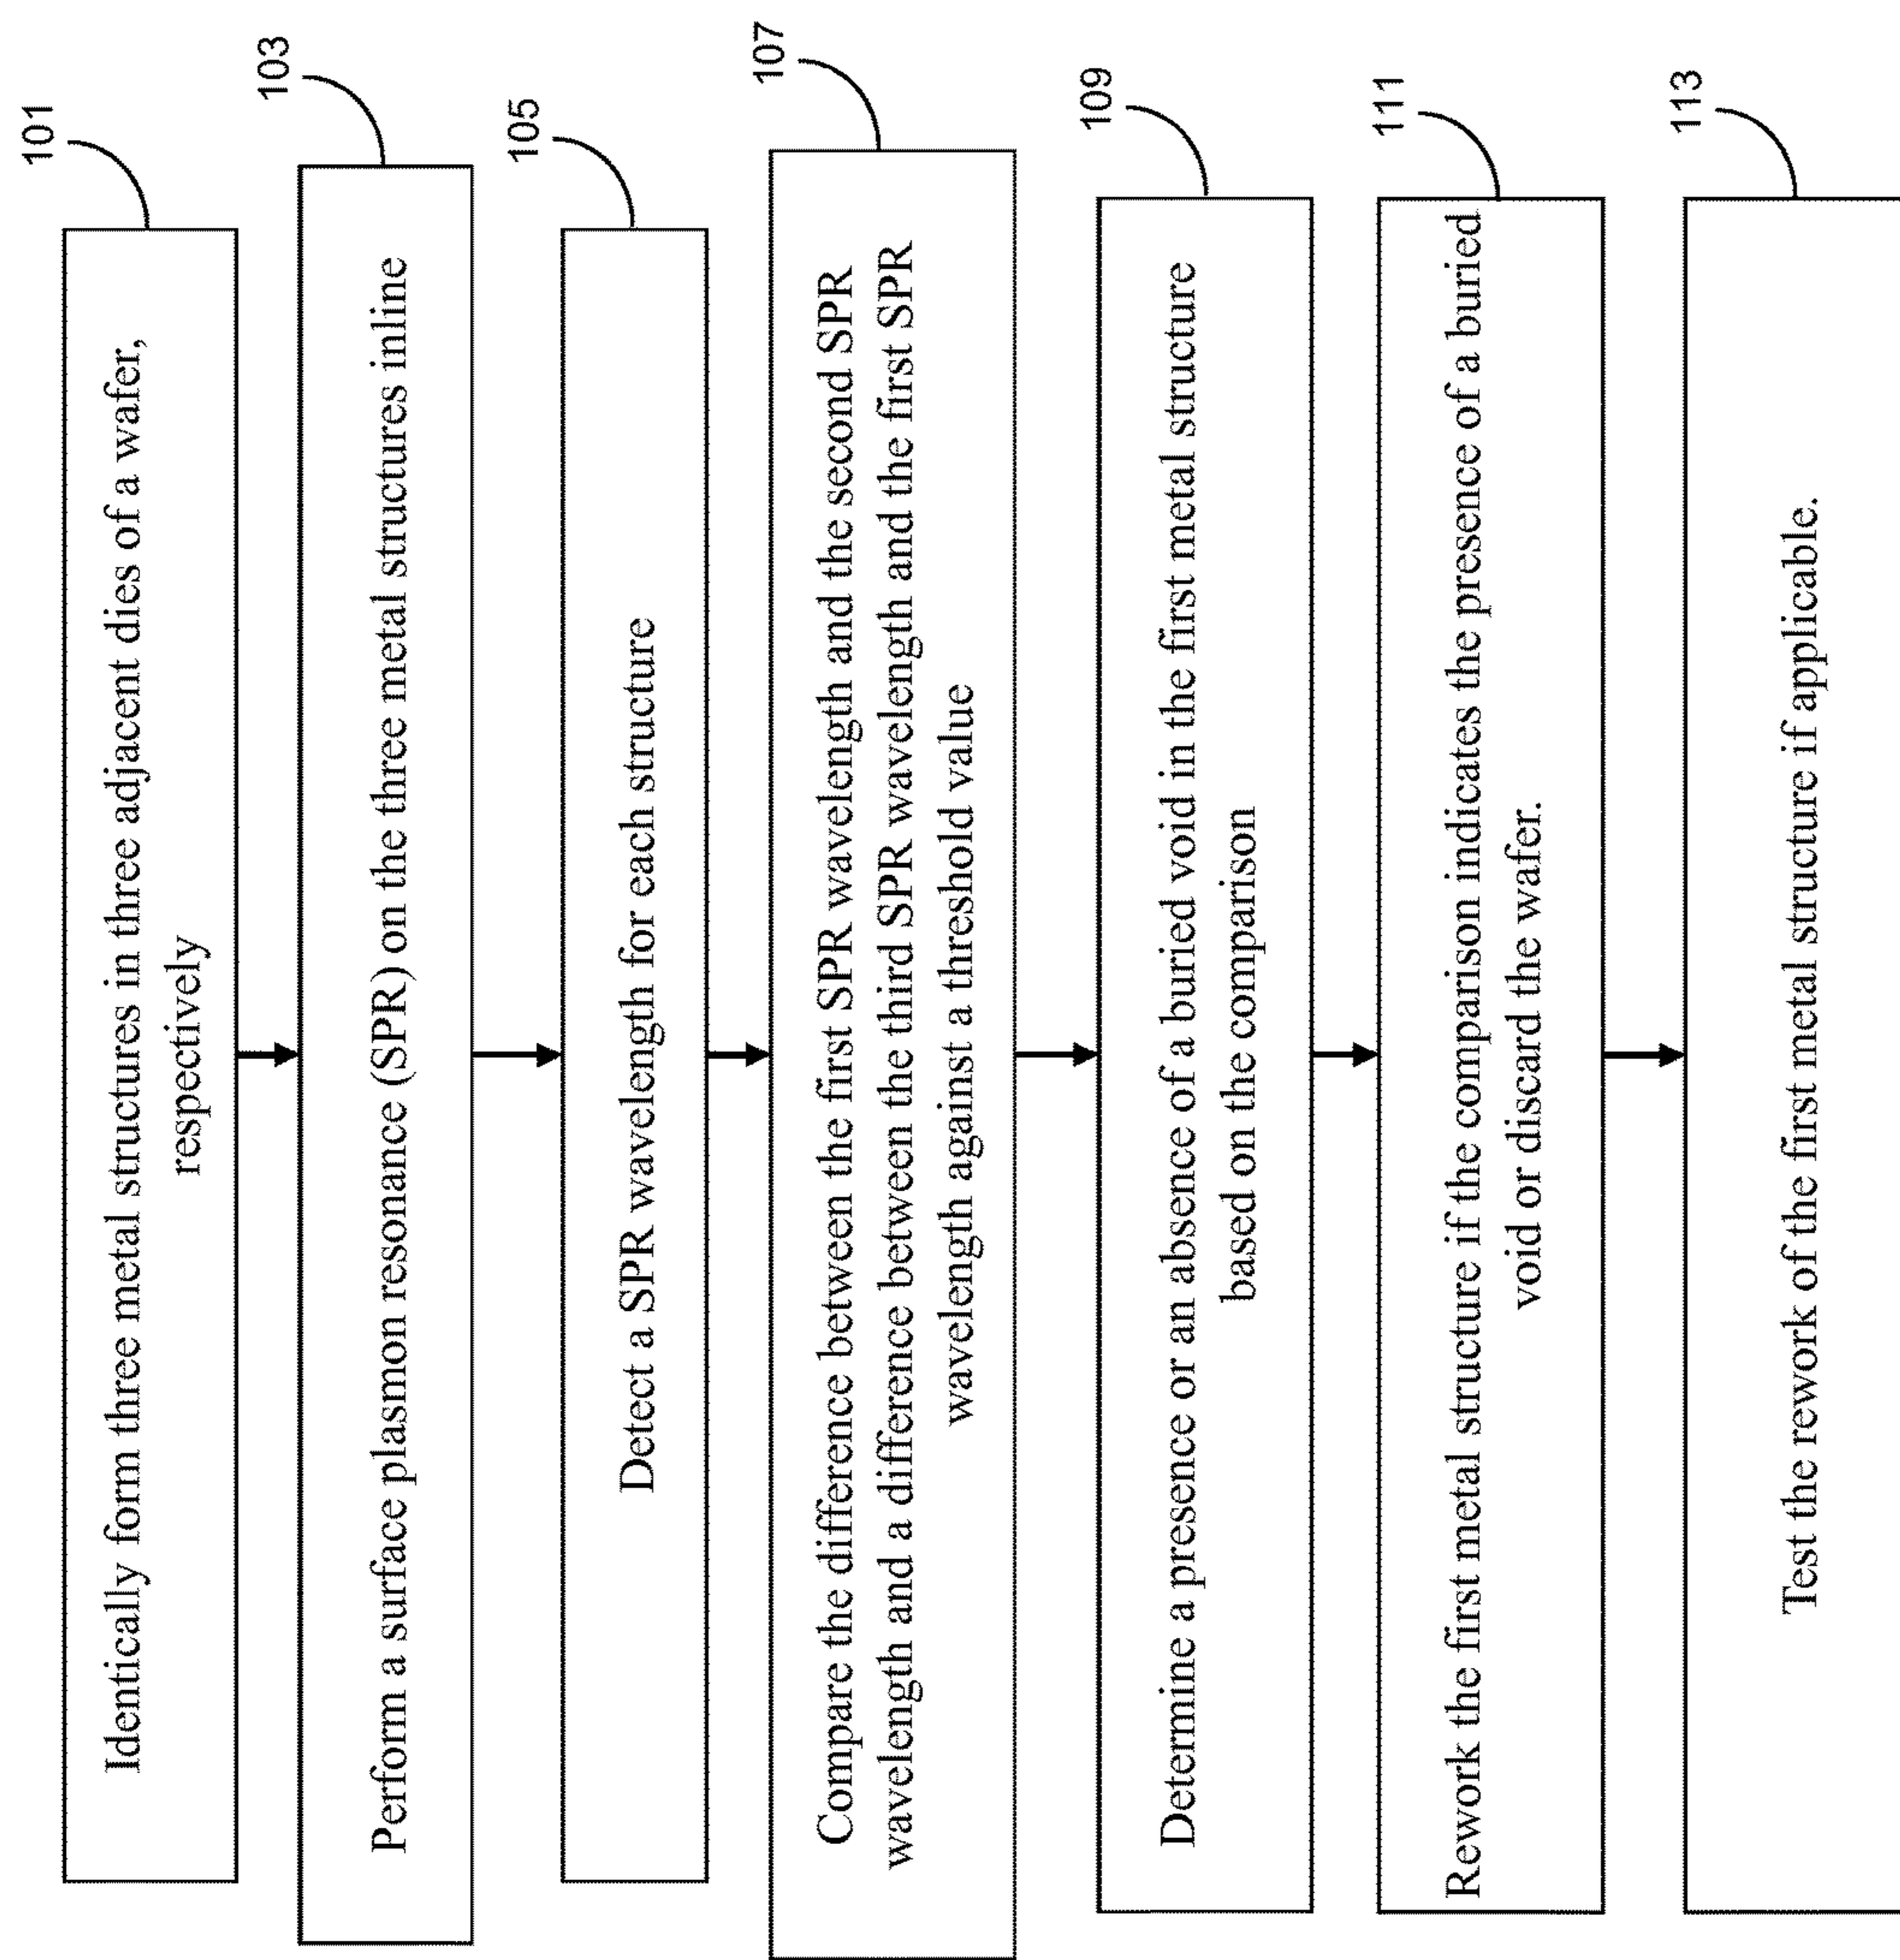 101
Identically form three metal structures in three adjacent dies of a wafer,
respectively
103
Perform a surface plasmon resonance (SPR) on the three metal structures inline
105
Detect a SPR wavelength for each structure
107
Compare the difference between the first SPR wavelength and the second SPR
wavelength and a difference between the third SPR wavelength and the first SPR
wavelength against a threshold value
109
Determine a presence or an absence of a buried void in the first metal structure
based on the comparison
111
Rework the first metal structure if the comparison indicates the presence of a buried
void or discard the wafer.
113
Test the rework of the first metal structure if applicable.